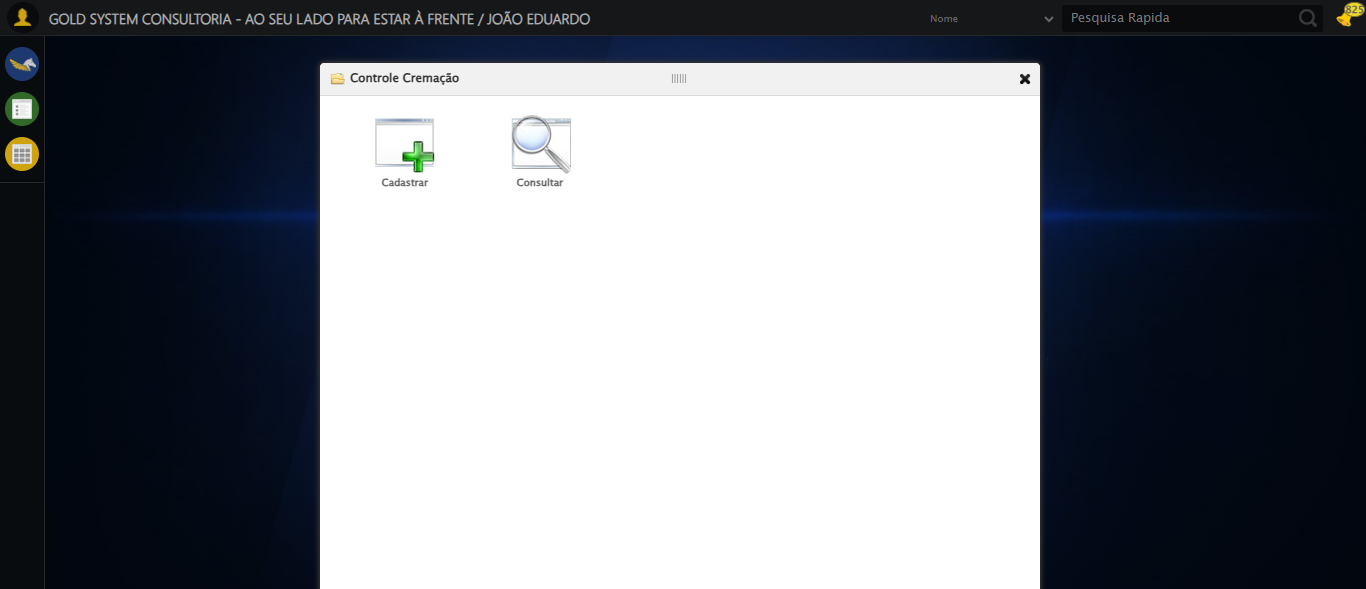 GOLD SYSTEM CONSULTORIA - AO SEU LADO PARA ESTAR À FRENTE / JOÃO EDUARDO
Nome
Pesquisa Rapida
825
Controle Cremação
Cadastrar
Consultar